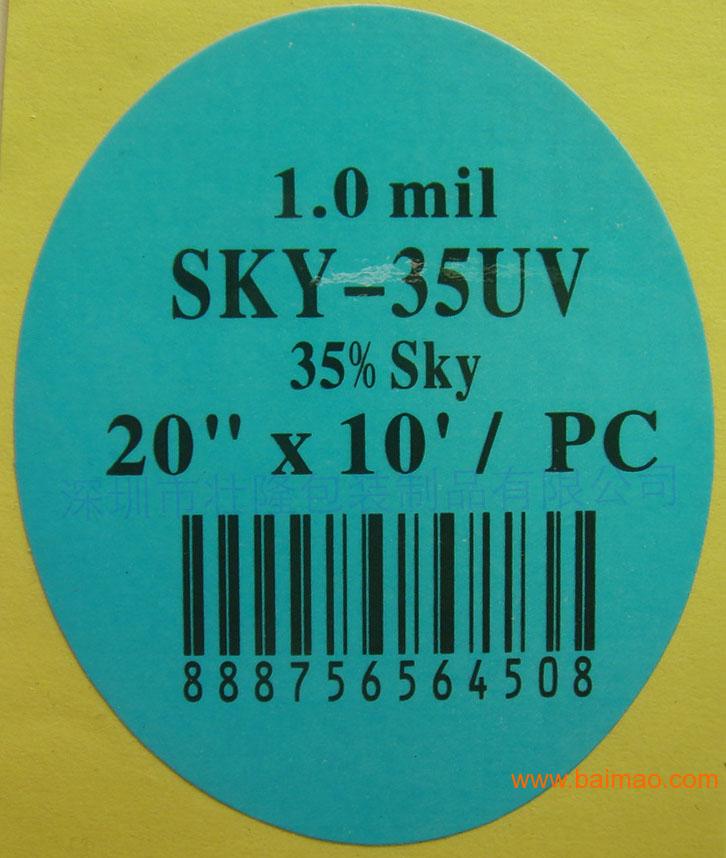 1.0 mil
SKY-35UV
35% Sky
20" x 10' / PC
深圳市壮隆包装制品有限公司
888756564508
www.baimao.com